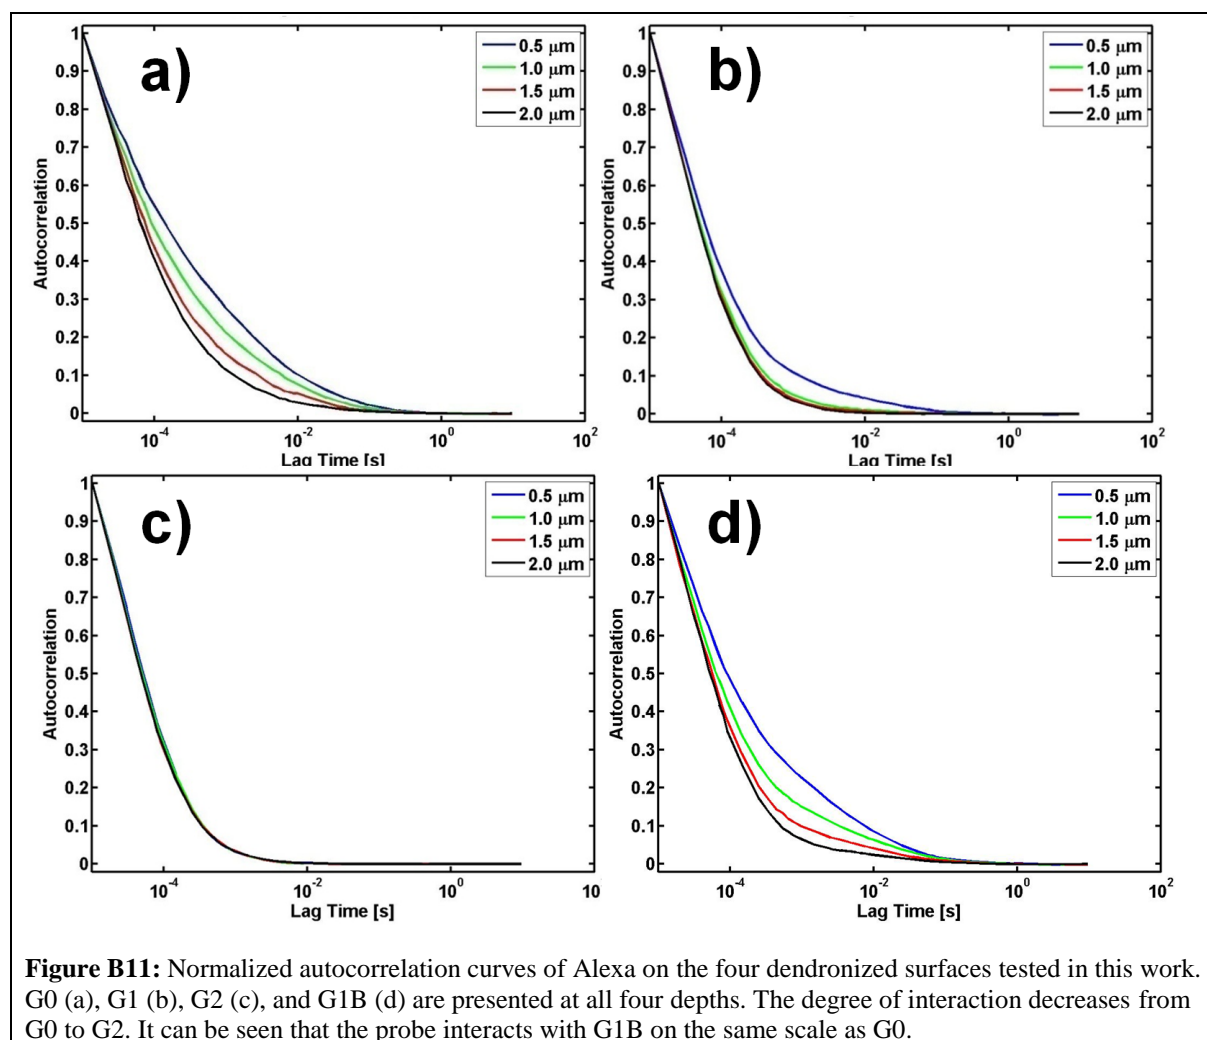 a)
1
0.9
0.8
0.7
0.6
0.5
0.4
0.3
0.2
0.1
0
Autocorrelation
10^-4
10^-2
10^0
10^2
Lag Time [s]
0.5 μm
1.0 μm
1.5 μm
2.0 μm
b)
1
0.9
0.8
0.7
0.6
0.5
0.4
0.3
0.2
0.1
0
Autocorrelation
10^-4
10^-2
10^0
10^2
Lag Time [s]
0.5 μm
1.0 μm
1.5 μm
2.0 μm
c)
1
0.9
0.8
0.7
0.6
0.5
0.4
0.3
0.2
0.1
0
Autocorrelation
10^-4
10^-2
10^0
10
Lag Time [s]
0.5 μm
1.0 μm
1.5 μm
2.0 μm
d)
1
0.9
0.8
0.7
0.6
0.5
0.4
0.3
0.2
0.1
0
Autocorrelation
10^-4
10^-2
10^0
10^2
Lag Time [s]
0.5 μm
1.0 μm
1.5 μm
2.0 μm
Figure B11: Normalized autocorrelation curves of Alexa on the four dendronized surfaces tested in this work.
G0 (a), G1 (b), G2 (c), and G1B (d) are presented at all four depths. The degree of interaction decreases from
G0 to G2. It can be seen that the probe interacts with G1B on the same scale as G0.